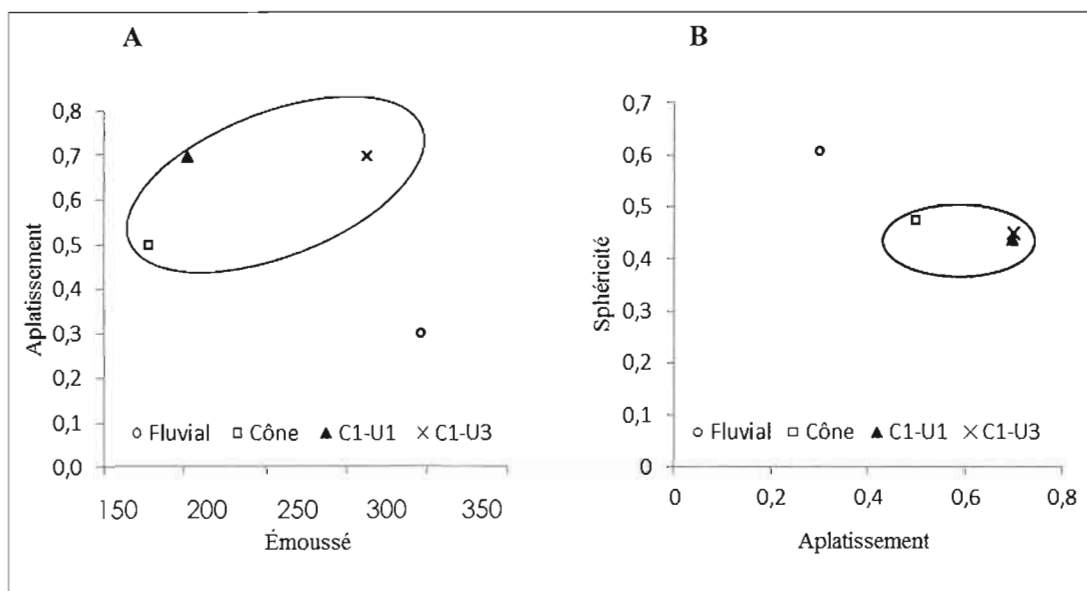 A
Aplatissement
0,8
0,7
0,6
0,5
0,4
0,3
0,2
0,1
0,0
Fluvial Cône C1-U1 C1-U3
150 200 250 300 350
Émoussé
B
Sphéricité
0,7
0,6
0,5
0,4
0,3
0,2
0,1
0
Fluvial Cône C1-U1 C1-U3
0 0,2 0,4 0,6 0,8
Aplatissement